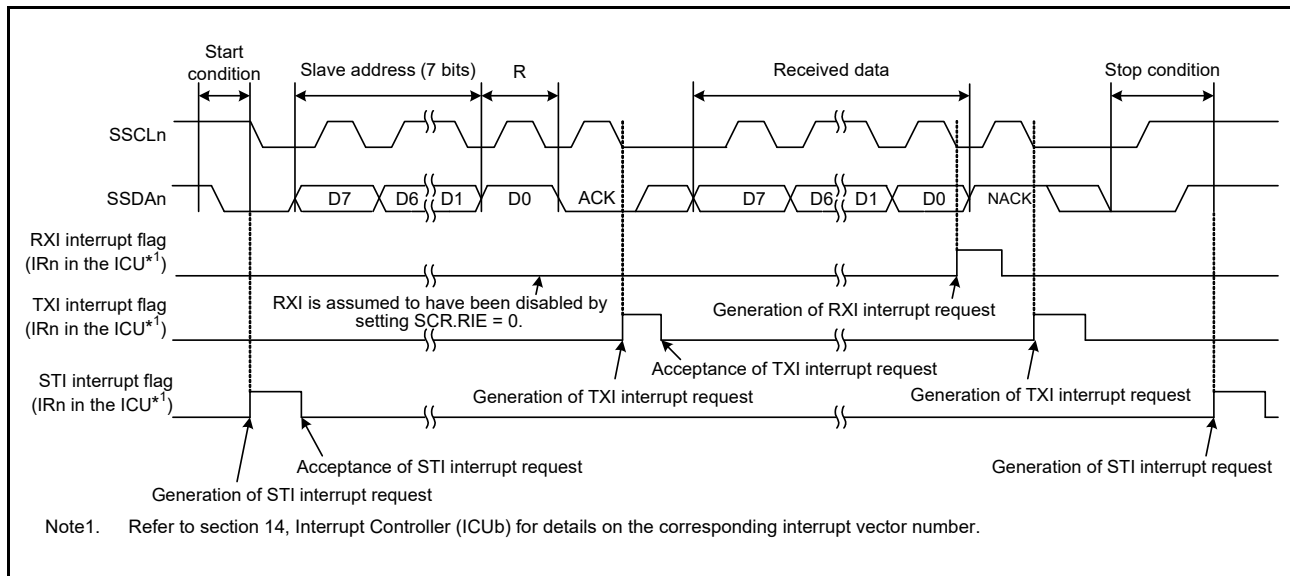 Start
condition
Slave address (7 bits)
R
Received data
Stop condition
SSCLn
SSDAn
D7
D6
D1
D0
ACK
D7
D6
D1
D0
NACK
RXI interrupt flag
(IRn in the ICU*1)
RXI is assumed to have been disabled by
setting SCR.RIE = 0.
Generation of RXI interrupt request
TXI interrupt flag
(IRn in the ICU*1)
Acceptance of TXI interrupt request
Generation of TXI interrupt request
Generation of TXI interrupt request
STI interrupt flag
(IRn in the ICU*1)
Acceptance of STI interrupt request
Generation of STI interrupt request
Generation of STI interrupt request
Note1. Refer to section 14, Interrupt Controller (ICUb) for details on the corresponding interrupt vector number.